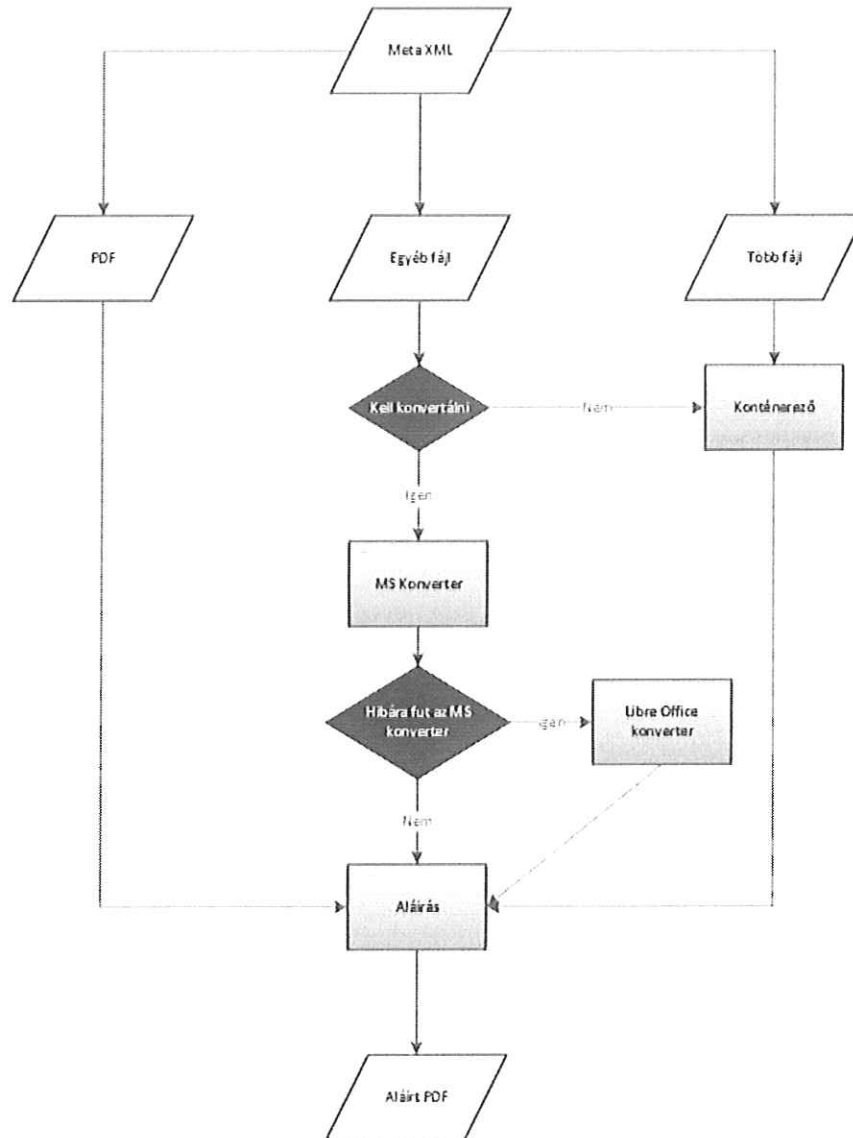 Meta XML
PDF
Egyéb fájl
Több fájl
Kell konvertálni
Nem
Konténerező
Igen
MS Konverter
Hibára fut az MS
konverter
Igen
Libre Office
konverter
Nem
Aláírás
Aláírt PDF